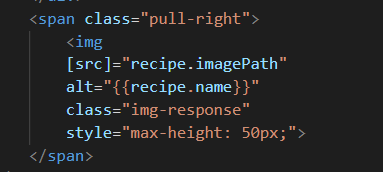 <span class="pull-right">
<img
[src]="recipe.imagePath"
alt="{{recipe.name}}"
class="img-response"
style="max-height: 50px;">
</span>